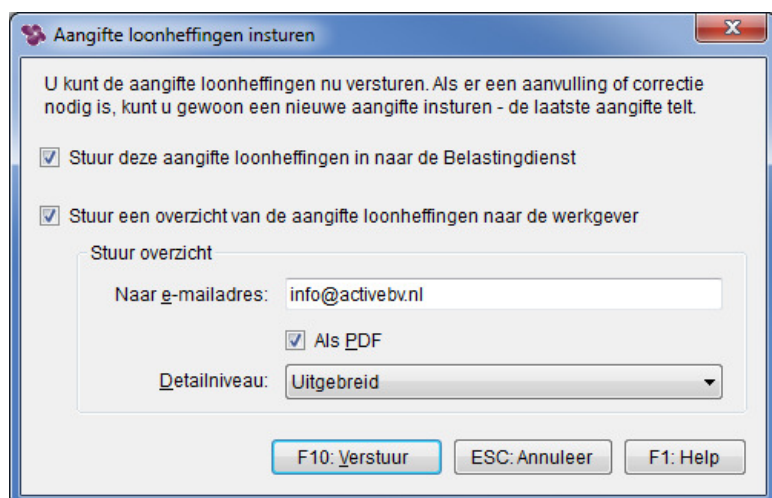 Aangifte loonheffingen insturen
U kunt de aangifte loonheffingen nu versturen. Als er een aanvulling of correctie
nodig is, kunt u gewoon een nieuwe aangifte insturen - de laatste aangifte telt.
Stuur deze aangifte loonheffingen in naar de Belastingdienst
Stuur een overzicht van de aangifte loonheffingen naar de werkgever
Stuur overzicht
Naar e-mailadres: info@activebv.nl
Als PDF
Detailniveau: Uitgebreid
F10: Verstuur ESC: Annuleer F1: Help